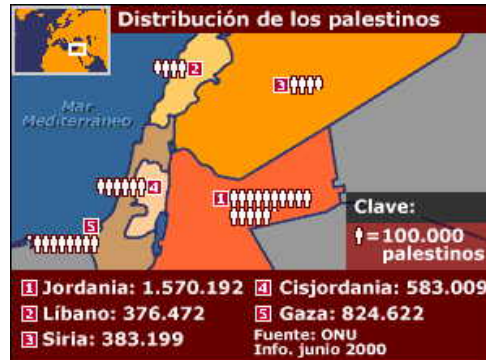 Distribución de los palestinos
2
3
Mar
Mediterráneo
4
1
5
Clave:
=100.000
palestinos
1 Jordania: 1.570.192
2 Líbano: 376.472
3 Siria: 383.199
4 Cisjordania: 583.009
5 Gaza: 824.622
Fuente: ONU
Info. junio 2000